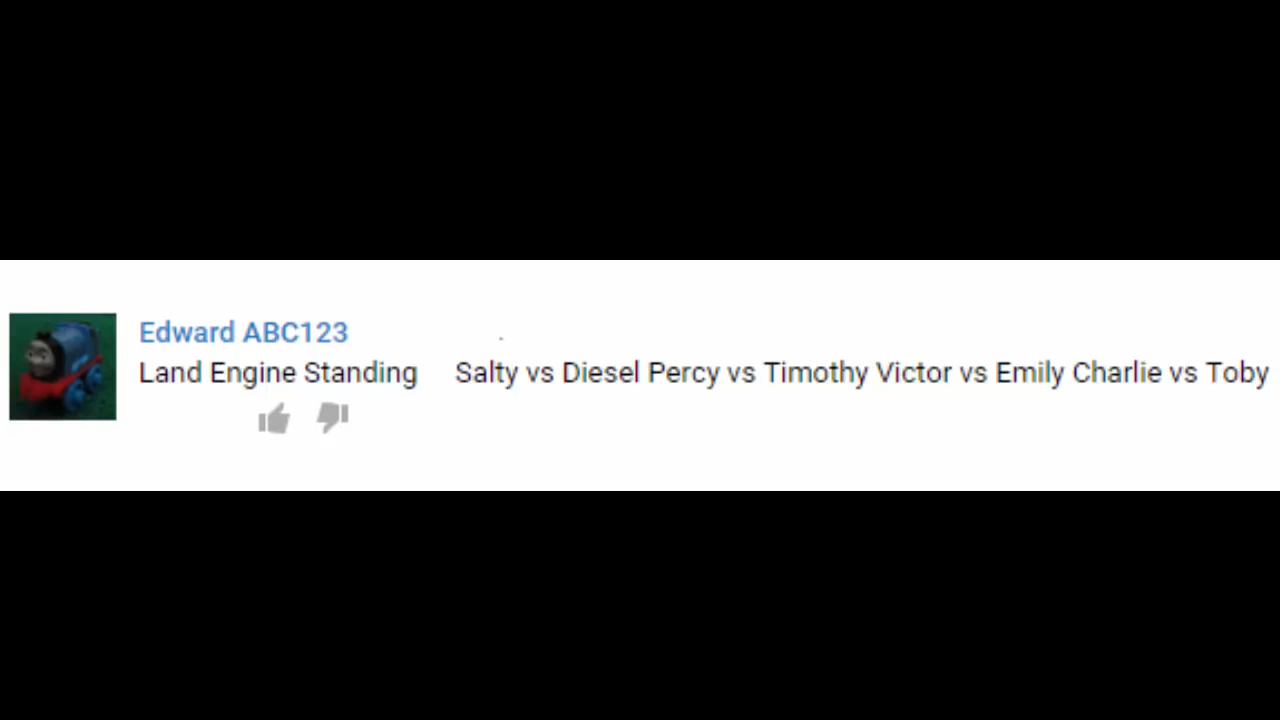 Edward ABC123
Land Engine Standing Salty vs Diesel Percy vs Timothy Victor vs Emily Charlie vs Toby